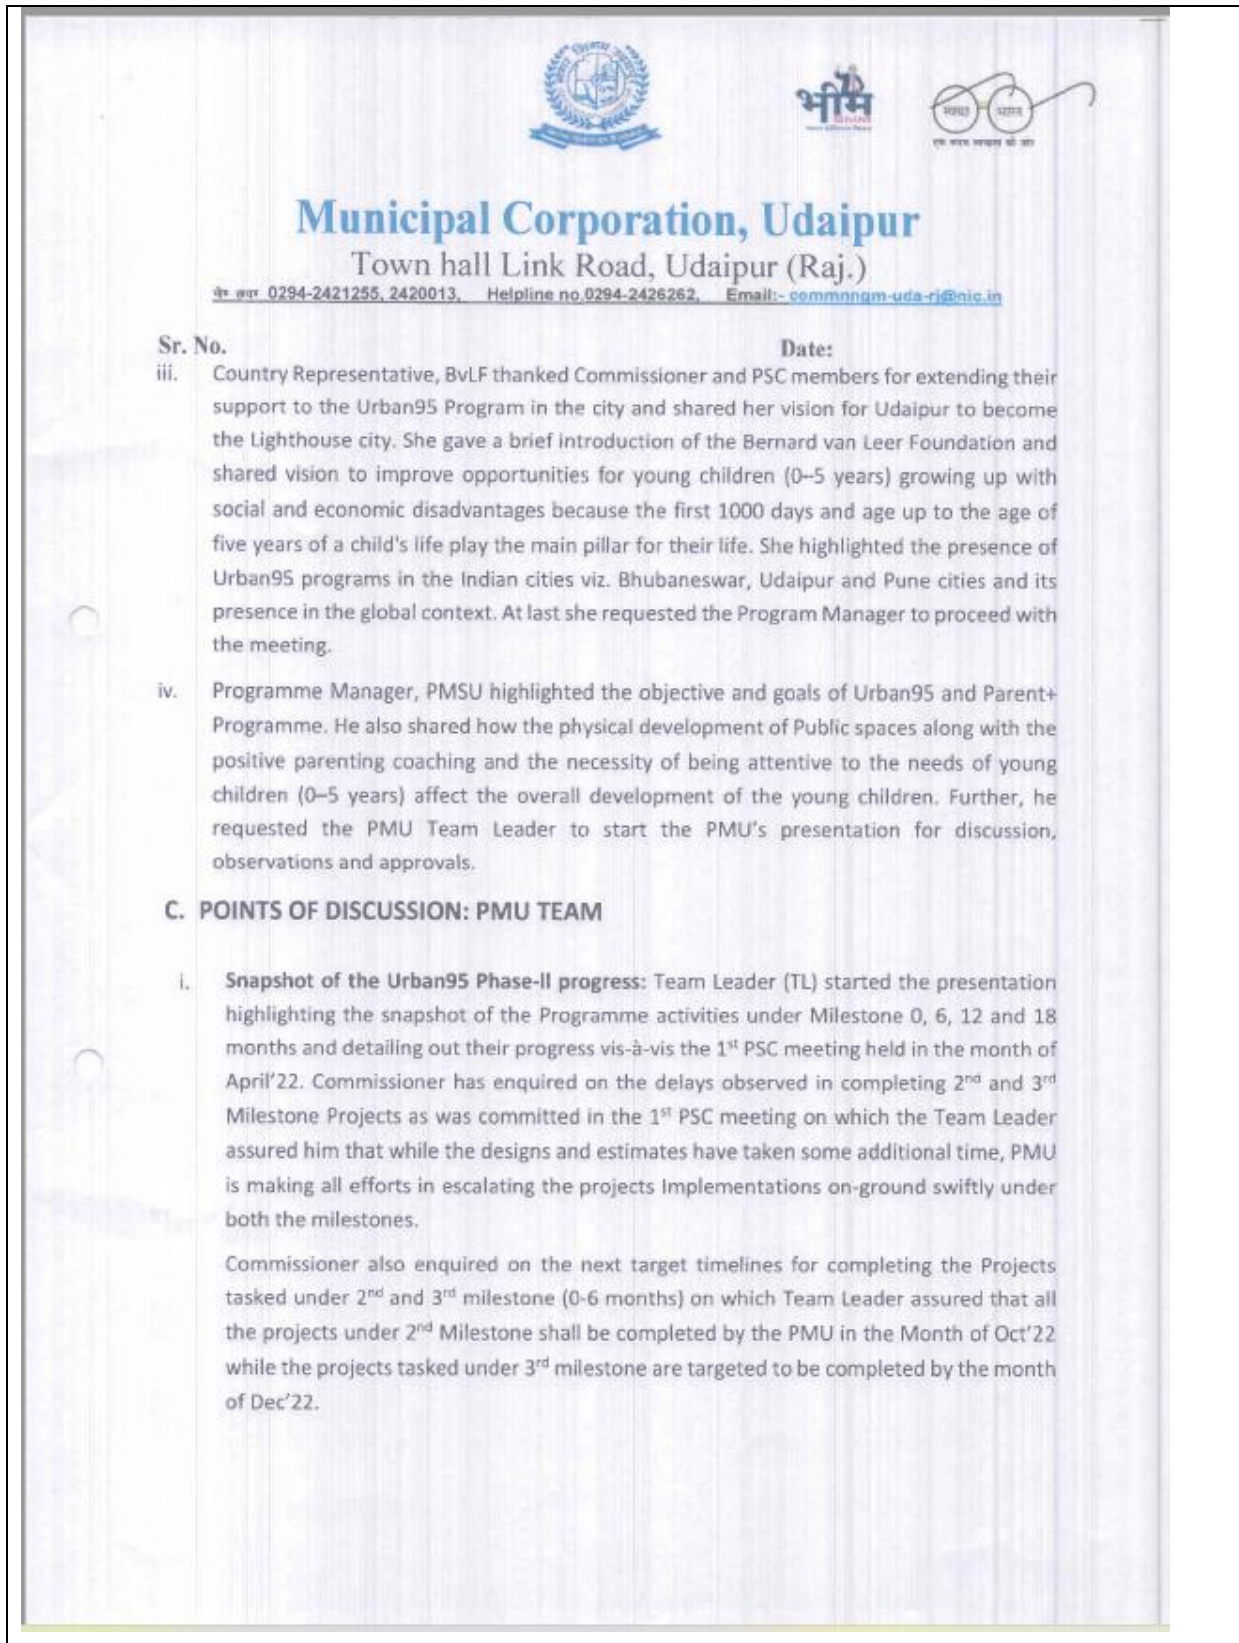 भीम
स्वच्छ भारत
एक कदम स्वच्छता की ओर
Municipal Corporation, Udaipur
Town hall Link Road, Udaipur (Raj.)
0294-2421255, 2420013, Helpline no.0294-2426262, Email:- commnngm-uda-rj@nic.in
Sr. No. Date:
iii. Country Representative, BvLF thanked Commissioner and PSC members for extending their
support to the Urban95 Program in the city and shared her vision for Udaipur to become
the Lighthouse city. She gave a brief introduction of the Bernard van Leer Foundation and
shared vision to improve opportunities for young children (0–5 years) growing up with
social and economic disadvantages because the first 1000 days and age up to the age of
five years of a child's life play the main pillar for their life. She highlighted the presence of
Urban95 programs in the Indian cities viz. Bhubaneswar, Udaipur and Pune cities and its
presence in the global context. At last she requested the Program Manager to proceed with
the meeting.
iv. Programme Manager, PMSU highlighted the objective and goals of Urban95 and Parent+
Programme. He also shared how the physical development of Public spaces along with the
positive parenting coaching and the necessity of being attentive to the needs of young
children (0–5 years) affect the overall development of the young children. Further, he
requested the PMU Team Leader to start the PMU's presentation for discussion,
observations and approvals.
C. POINTS OF DISCUSSION: PMU TEAM
i. Snapshot of the Urban95 Phase-II progress: Team Leader (TL) started the presentation
highlighting the snapshot of the Programme activities under Milestone 0, 6, 12 and 18
months and detailing out their progress vis-à-vis the 1st PSC meeting held in the month of
April'22. Commissioner has enquired on the delays observed in completing 2nd and 3rd
Milestone Projects as was committed in the 1st PSC meeting on which the Team Leader
assured him that while the designs and estimates have taken some additional time, PMU
is making all efforts in escalating the projects Implementations on-ground swiftly under
both the milestones.
Commissioner also enquired on the next target timelines for completing the Projects
tasked under 2nd and 3rd milestone (0-6 months) on which Team Leader assured that all
the projects under 2nd Milestone shall be completed by the PMU in the Month of Oct'22
while the projects tasked under 3rd milestone are targeted to be completed by the month
of Dec'22.